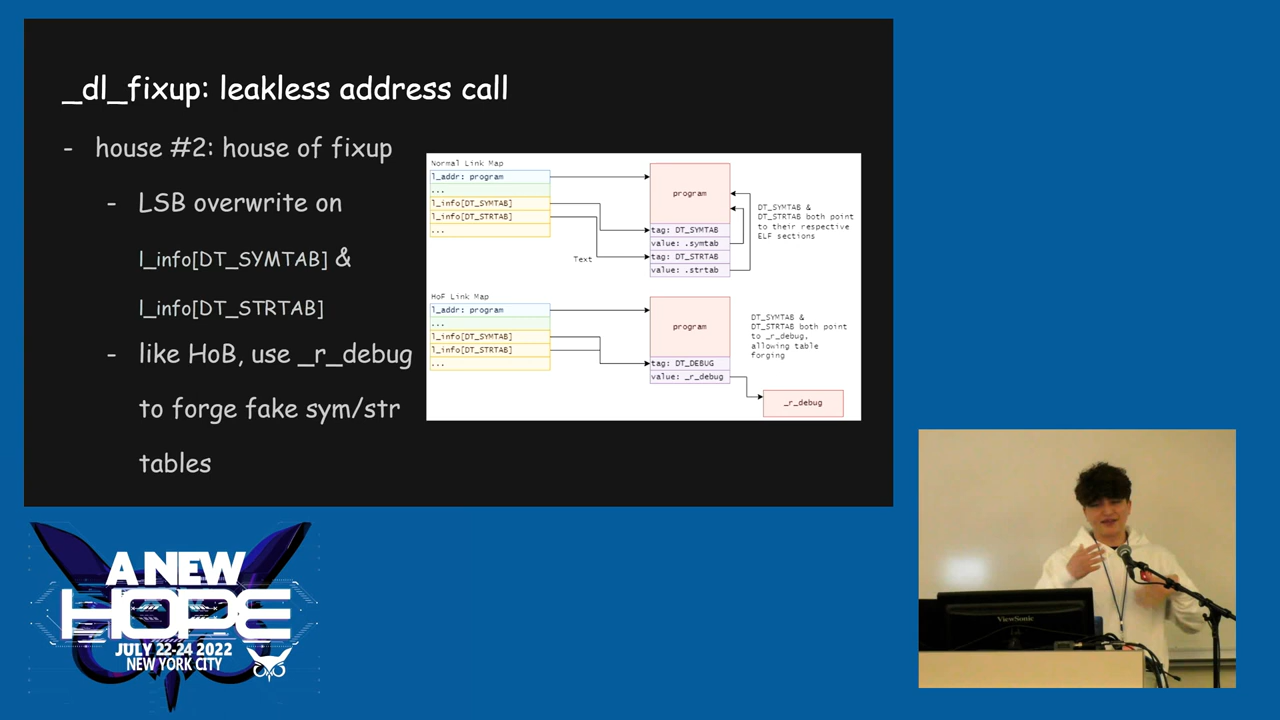 _dl_fixup: leakless address call
- house #2: house of fixup
- LSB overwrite on
l_info[DT_SYMTAB] &
l_info[DT_STRTAB]
- like HoB, use _r_debug
to forge fake sym/str
tables
Normal Link Map
l_addr: program
...
l_info[DT_SYMTAB]
l_info[DT_STRTAB]
...
Text
program
tag: DT_SYMTAB
value: .symtab
tag: DT_STRTAB
value: .strtab
DT_SYMTAB &
DT_STRTAB both point
to their respective
ELF sections
HoF Link Map
l_addr: program
...
l_info[DT_SYMTAB]
l_info[DT_STRTAB]
...
program
tag: DT_DEBUG
value: _r_debug
DT_SYMTAB &
DT_STRTAB both point
to _r_debug,
allowing table
forging
_r_debug
A NEW
HOPE
JULY 22-24 2022
NEW YORK CITY
ViewSonic